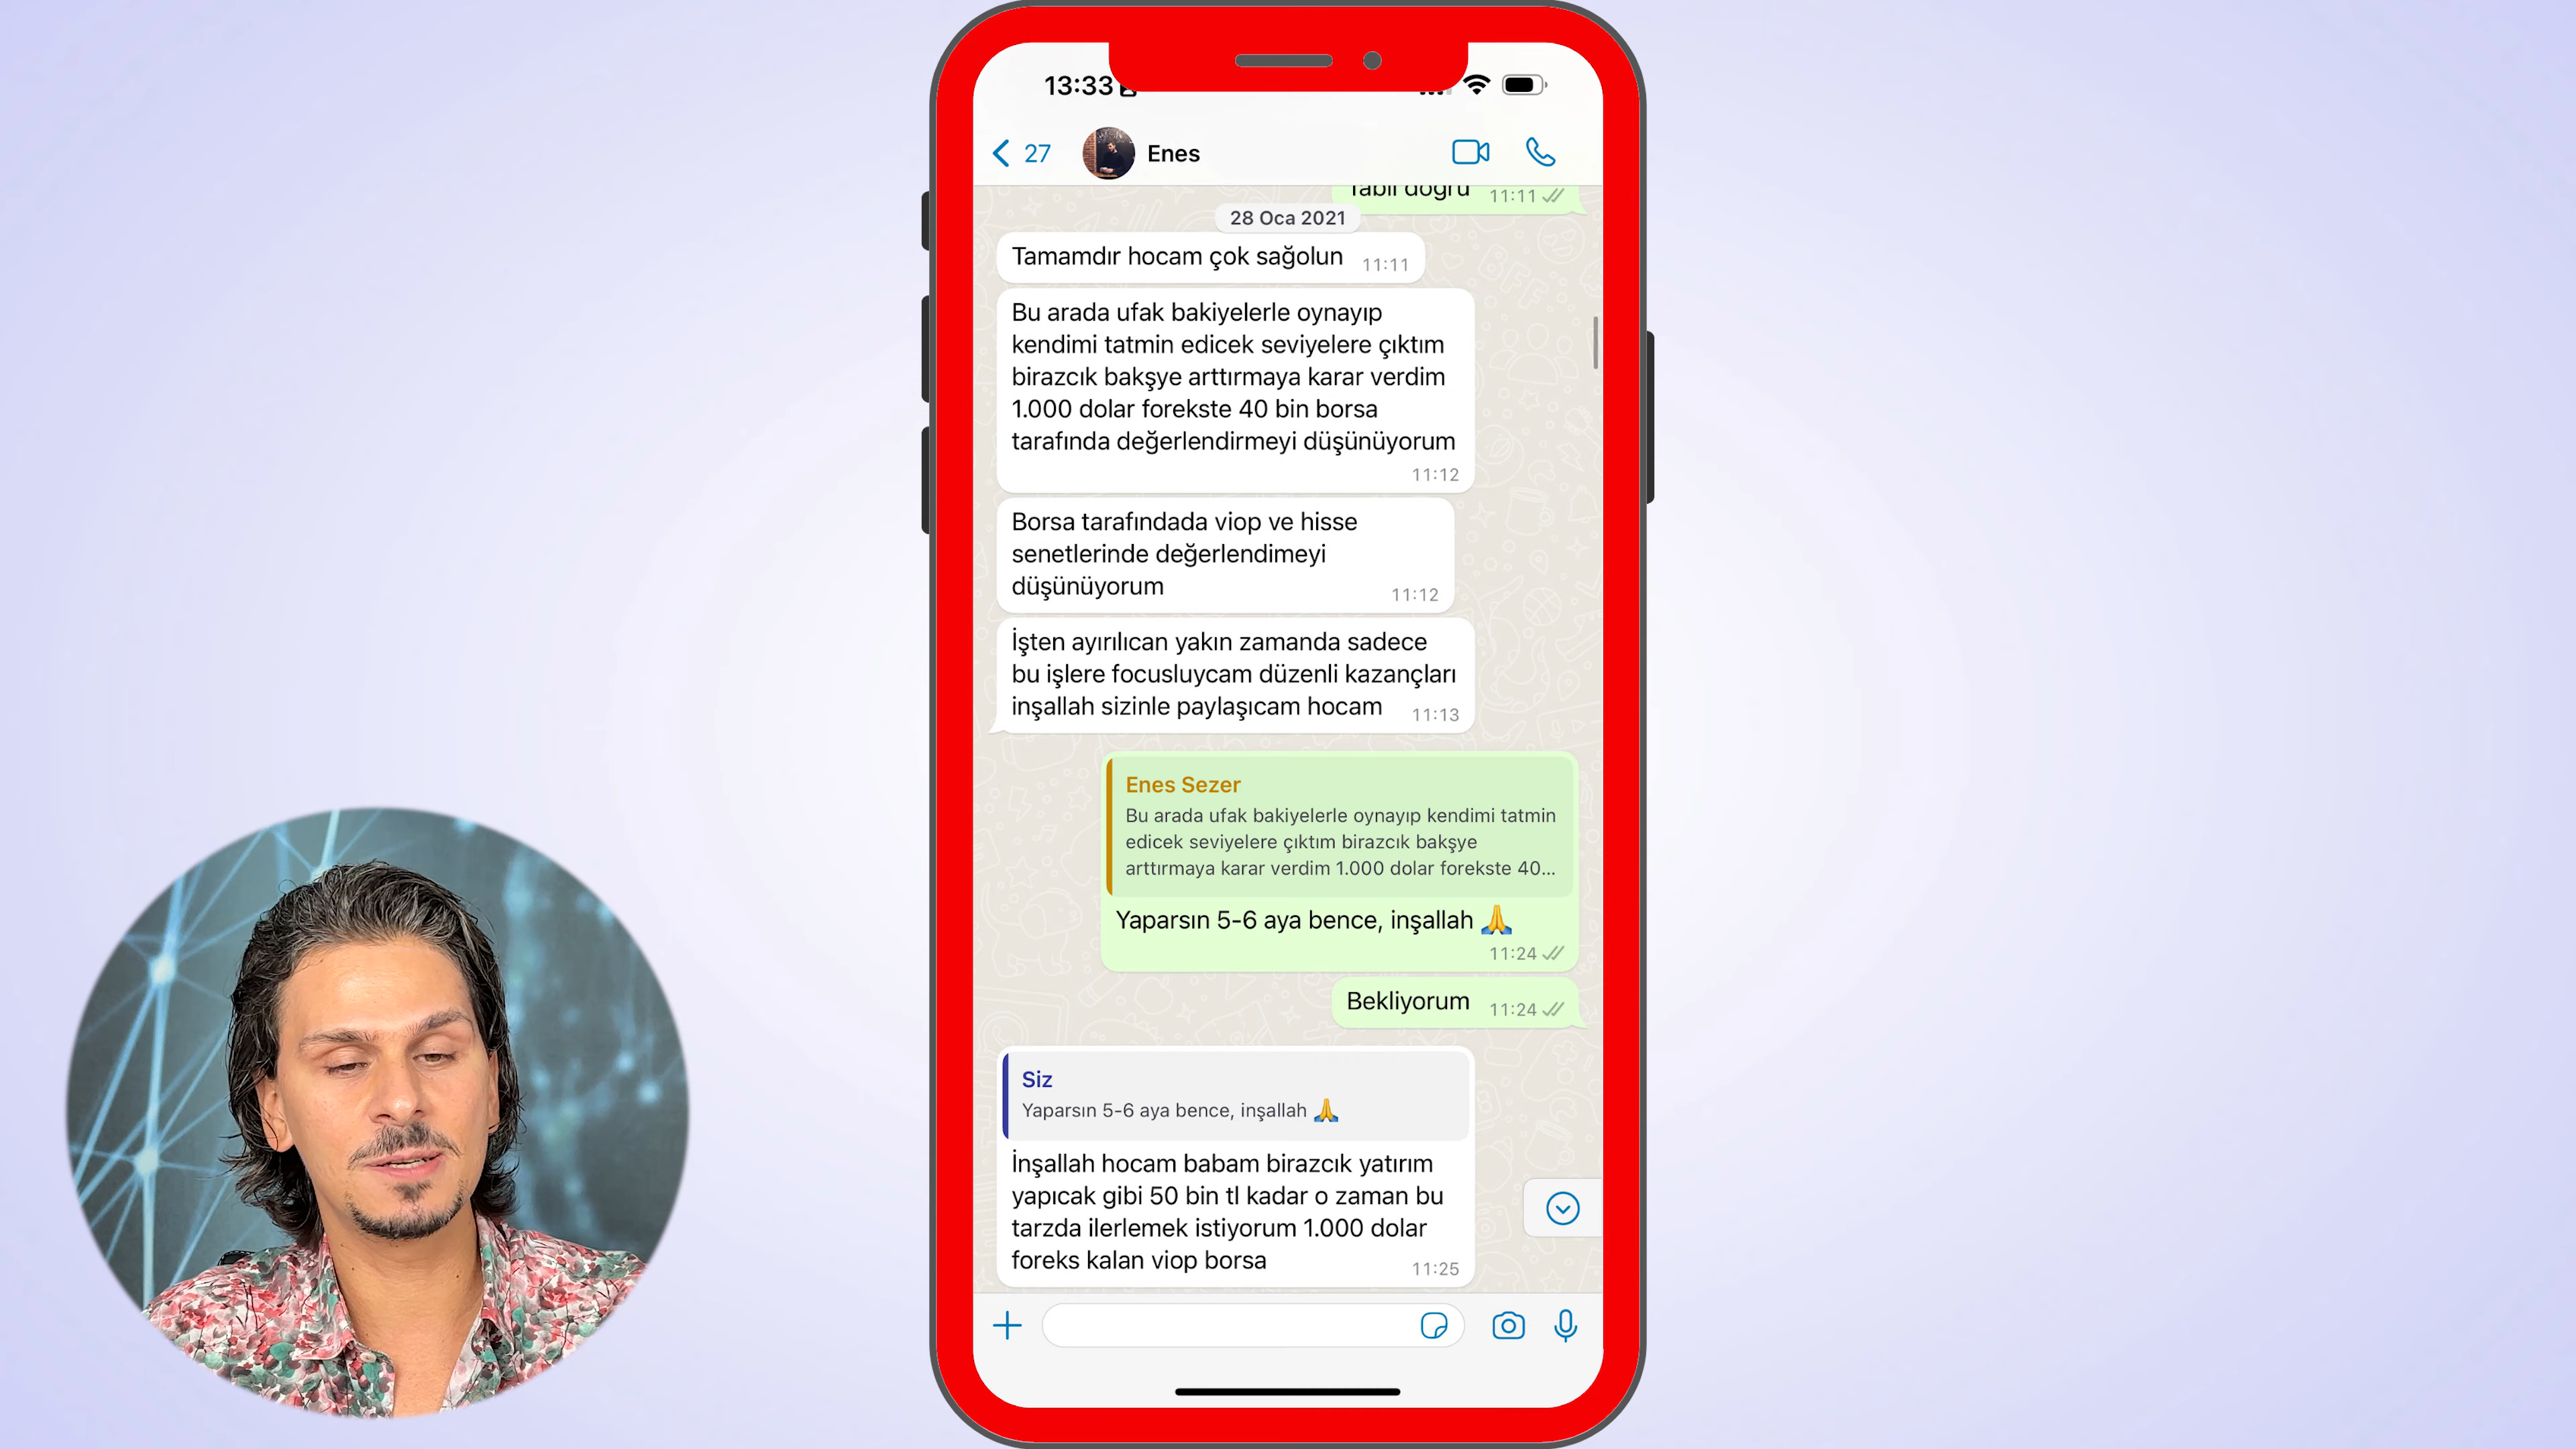 13:33
27
Enes
Tabii doğru 11:11
28 Oca 2021
Tamamdır hocam çok sağolun 11:11
Bu arada ufak bakiyelerle oynayıp
kendimi tatmin edicek seviyelere çıktım
birazcık bakşye arttırmaya karar verdim
1.000 dolar forekste 40 bin borsa
tarafında değerlendirmeyi düşünüyorum
11:12
Borsa tarafındada viop ve hisse
senetlerinde değerlendimeyi
düşünüyorum 11:12
İşten ayırılıcan yakın zamanda sadece
bu işlere focusluycam düzenli kazançları
inşallah sizinle paylaşıcam hocam 11:13
Enes Sezer
Bu arada ufak bakiyelerle oynayıp kendimi tatmin
edicek seviyelere çıktım birazcık bakşye
arttırmaya karar verdim 1.000 dolar forekste 40...
Yaparsın 5-6 aya bence, inşallah 🙏
11:24
Bekliyorum 11:24
Siz
Yaparsın 5-6 aya bence, inşallah 🙏
İnşallah hocam babam birazcık yatırım
yapıcak gibi 50 bin tl kadar o zaman bu
tarzda ilerlemek istiyorum 1.000 dolar
foreks kalan viop borsa 11:25